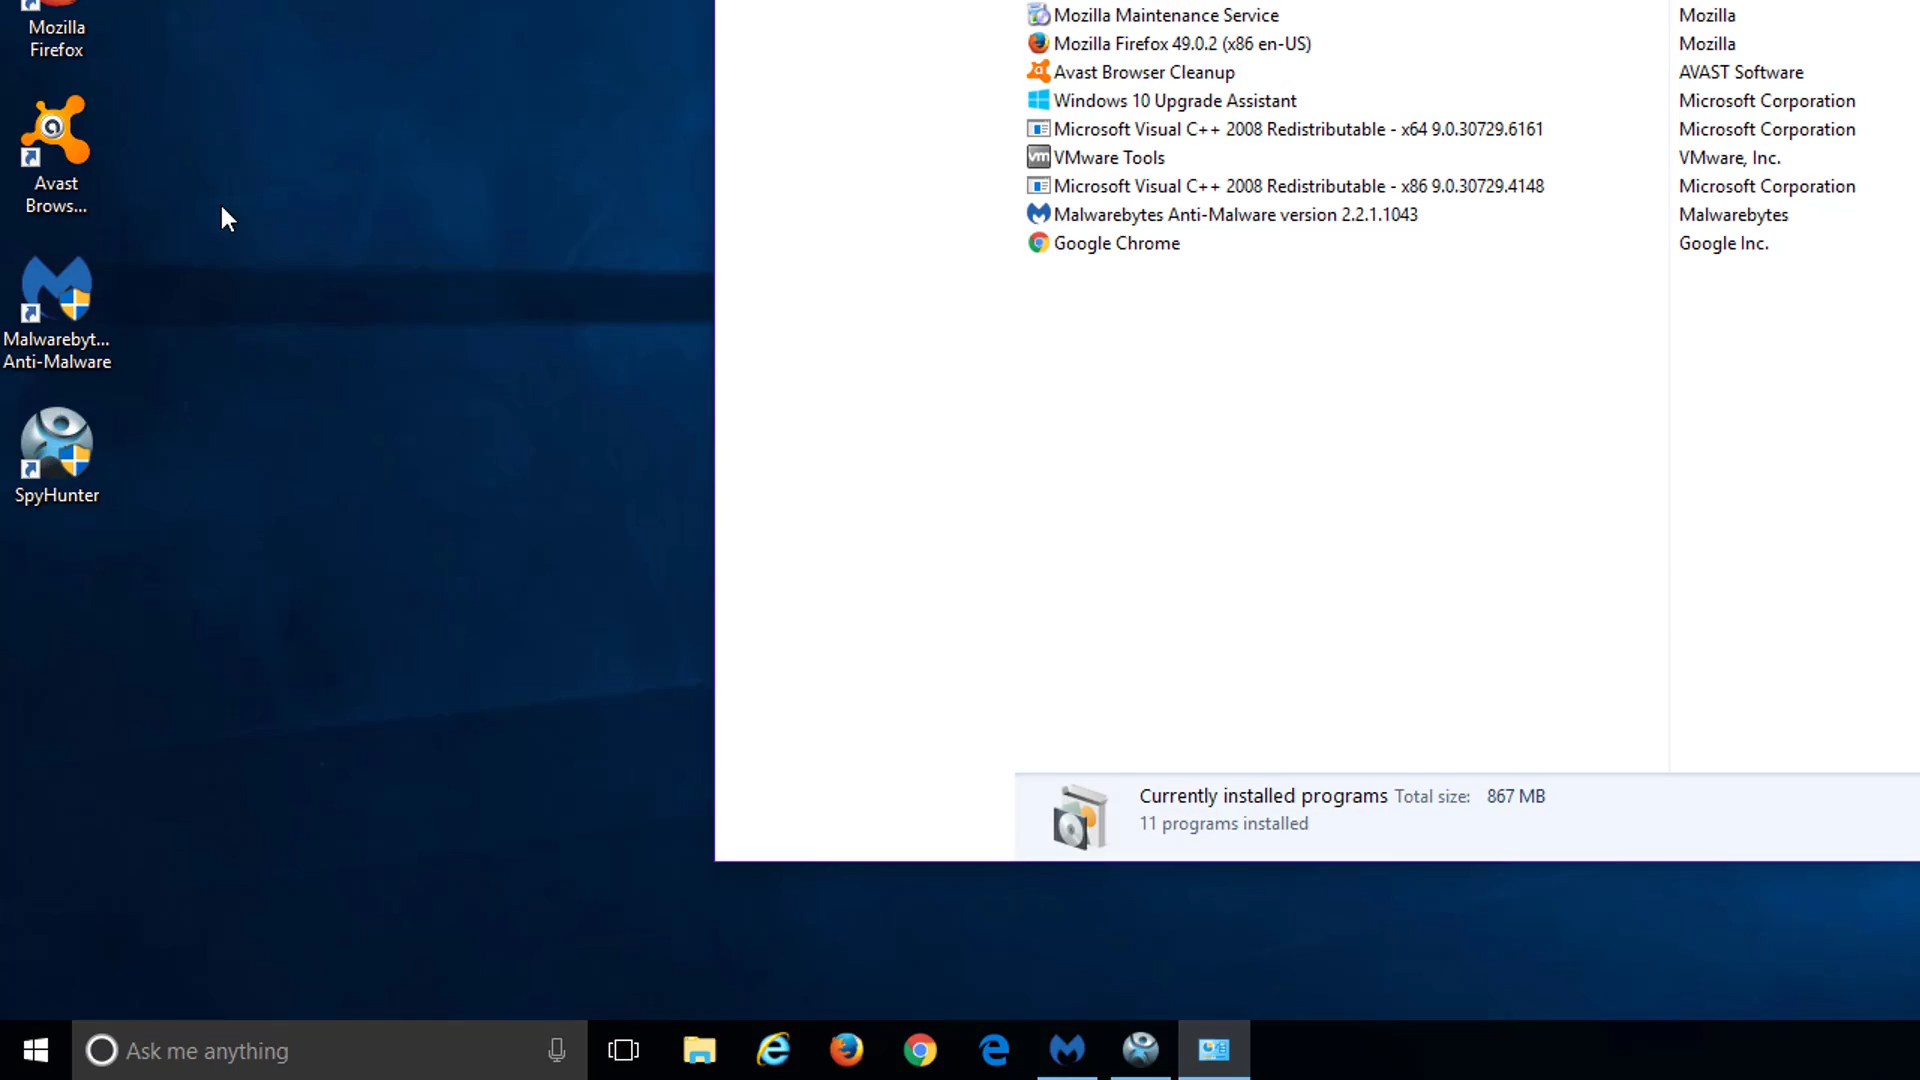 Mozilla
Firefox
Avast
Brows...
Malwarebyt...
Anti-Malware
SpyHunter
Mozilla Maintenance Service Mozilla
Mozilla Firefox 49.0.2 (x86 en-US) Mozilla
Avast Browser Cleanup AVAST Software
Windows 10 Upgrade Assistant Microsoft Corporation
Microsoft Visual C++ 2008 Redistributable - x64 9.0.30729.6161 Microsoft Corporation
vm VMware Tools VMware, Inc.
Microsoft Visual C++ 2008 Redistributable - x86 9.0.30729.4148 Microsoft Corporation
Malwarebytes Anti-Malware version 2.2.1.1043 Malwarebytes
Google Chrome Google Inc.
Currently installed programs Total size: 867 MB
11 programs installed
Ask me anything